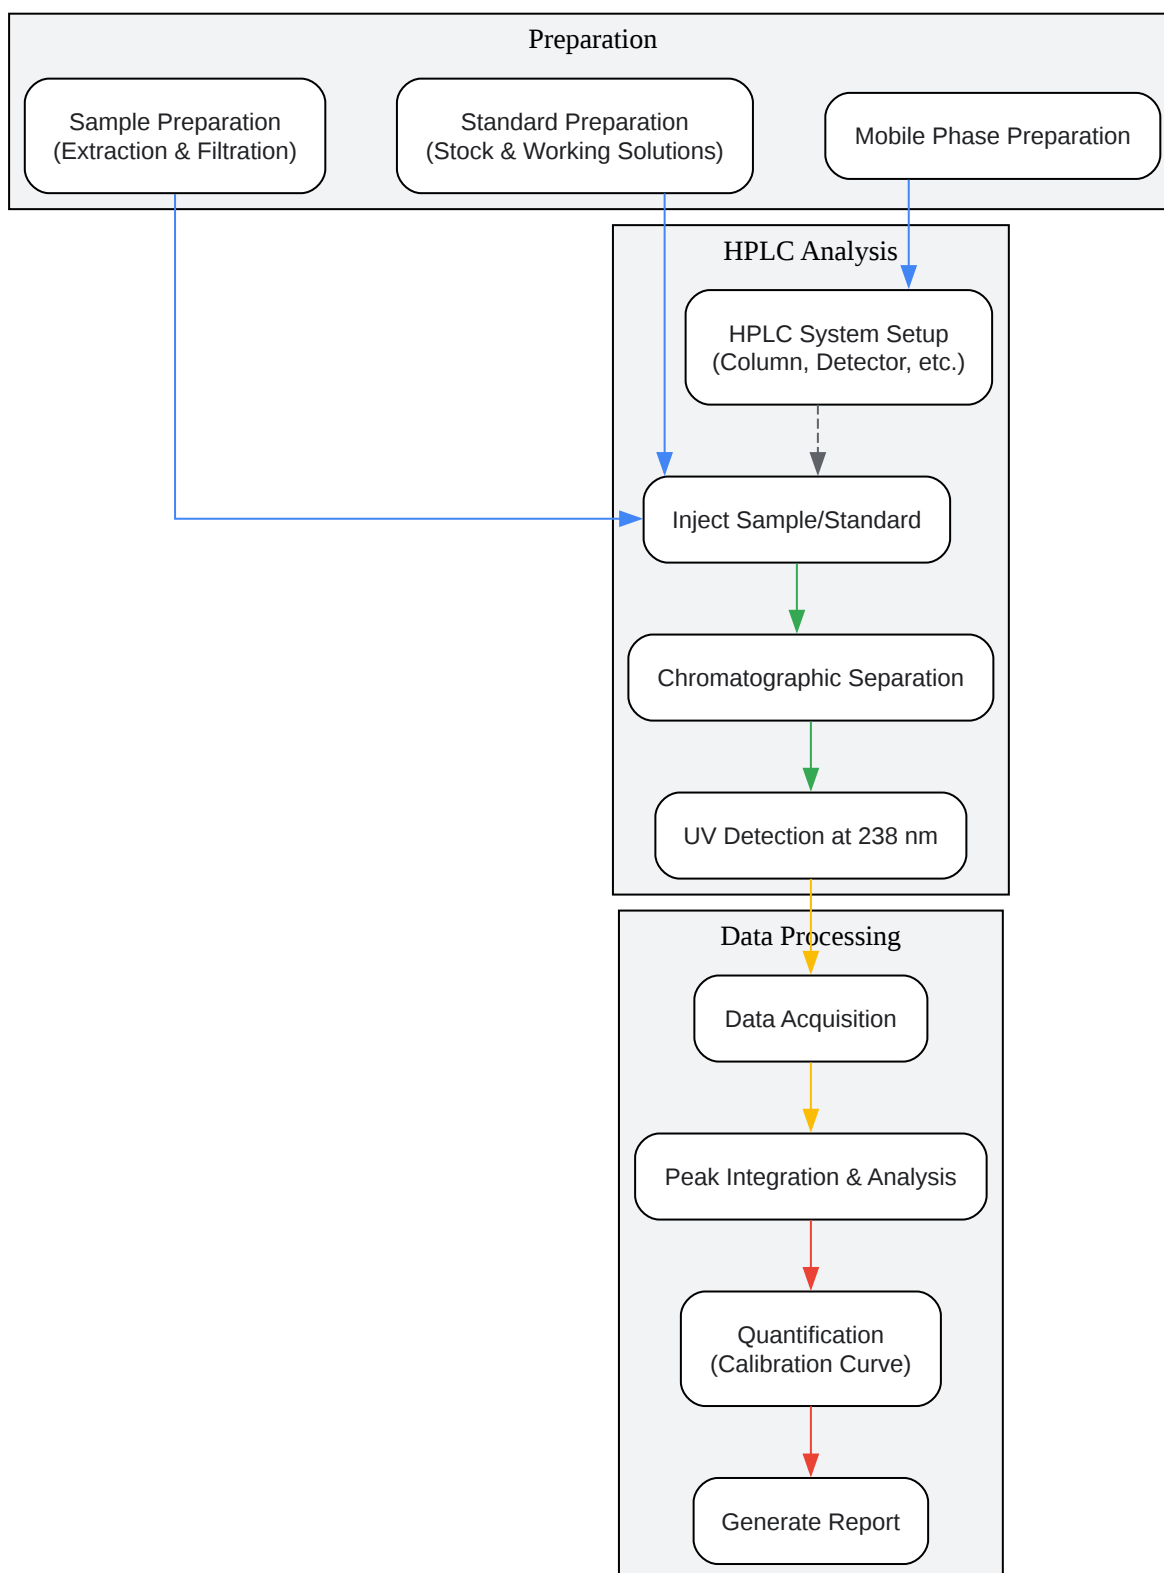 Preparation
Sample Preparation
(Extraction & Filtration)
Standard Preparation
(Stock & Working Solutions)
Mobile Phase Preparation
HPLC Analysis
HPLC System Setup
(Column, Detector, etc.)
Inject Sample/Standard
Chromatographic Separation
UV Detection at 238 nm
Data Processing
Data Acquisition
Peak Integration & Analysis
Quantification
(Calibration Curve)
Generate Report